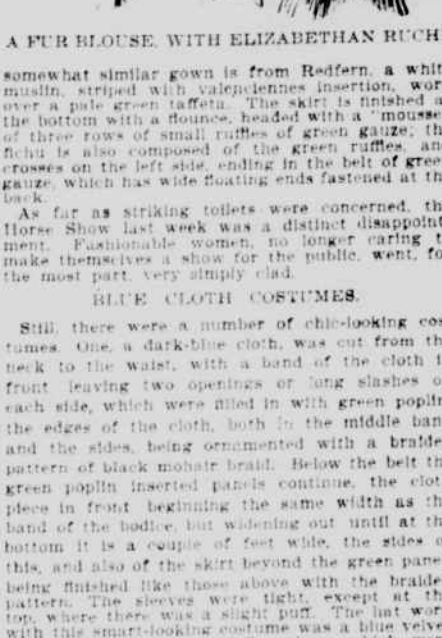 A FUR BLOUSE, WITH ELIZABETHAN RUCH
somewhat similar gown is from Redfern, a whit
muslin, striped with valenciennes insertion, wor
over a pale green taffeta. The skirt is finished a
the bottom with a flounce, headed with a "mousse
of three rows of small ruffles of green gauze; th
fichu is also composed of the green ruffles, an
crosses on the left side, ending in the belt of gree
gauze, which has wide floating ends fastened at th
back.
As far as striking toilets were concerned, th
Horse Show last week was a distinct disappoint
ment. Fashionable women, no longer caring t
make themselves a show for the public, went, fo
the most part, very simply clad.
BLUE CLOTH COSTUMES.
Still, there were a number of chic-looking cos
tumes. One, a dark-blue cloth, was cut from th
neck to the waist, with a band of the cloth i
front leaving two openings or long slashes o
each side, which were filled in with green poplin
the edges of the cloth, both in the middle ban
and the sides, being ornamented with a braide
pattern of black mohair braid. Below the belt th
green poplin inserted panels continue, the clot
piece in front beginning the same width as th
band of the bodice, but widening out until at th
bottom it is a couple of feet wide, the sides o
this, and also of the skirt beyond the green pane
being finished like those above with the braide
pattern. The sleeves were tight, except at th
top, where there was a slight puff. The hat wor
with this smart-looking costume was a blue velve